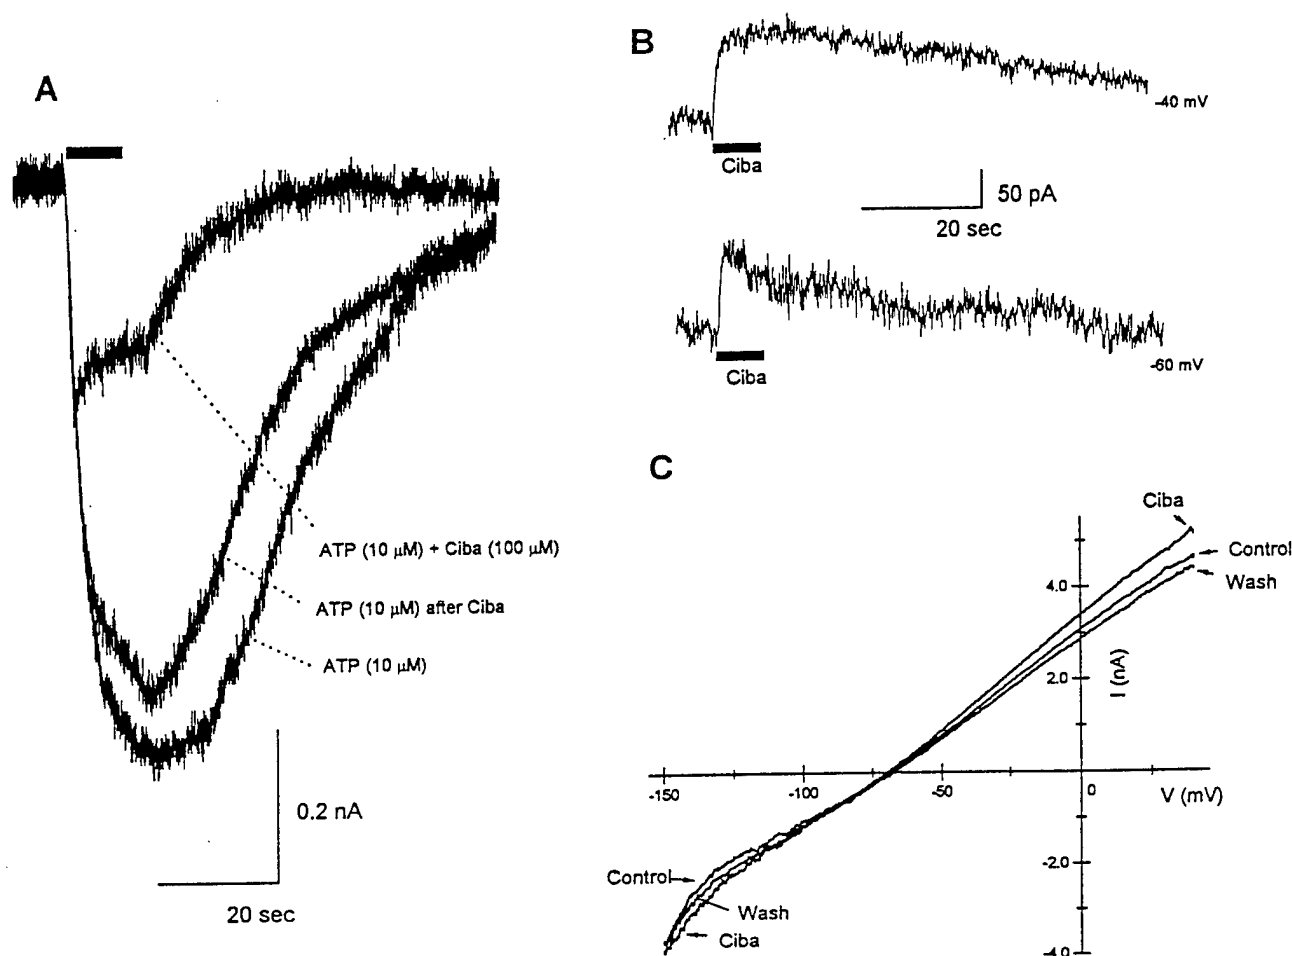 A
B
-40 mV
Ciba
50 pA
20 sec
Ciba
-60 mV
ATP (10 µM) + Ciba (100 µM)
ATP (10 µM) after Ciba
ATP (10 µM)
0.2 nA
20 sec
C
Ciba
Control
Wash
4.0
2.0
I (nA)
-150
-100
-50
0
V (mV)
-2.0
Control
Wash
Ciba
-4.0